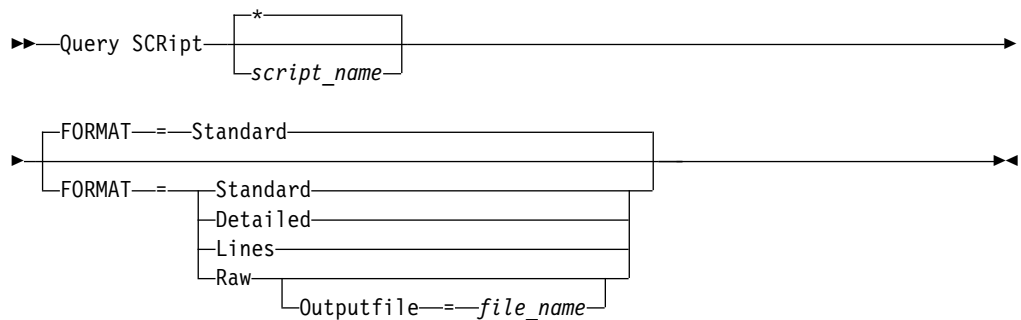 *
Query SCRipt
script_name
FORMAT = Standard
FORMAT = Standard
Detailed
Lines
Raw
Outputfile = file_name